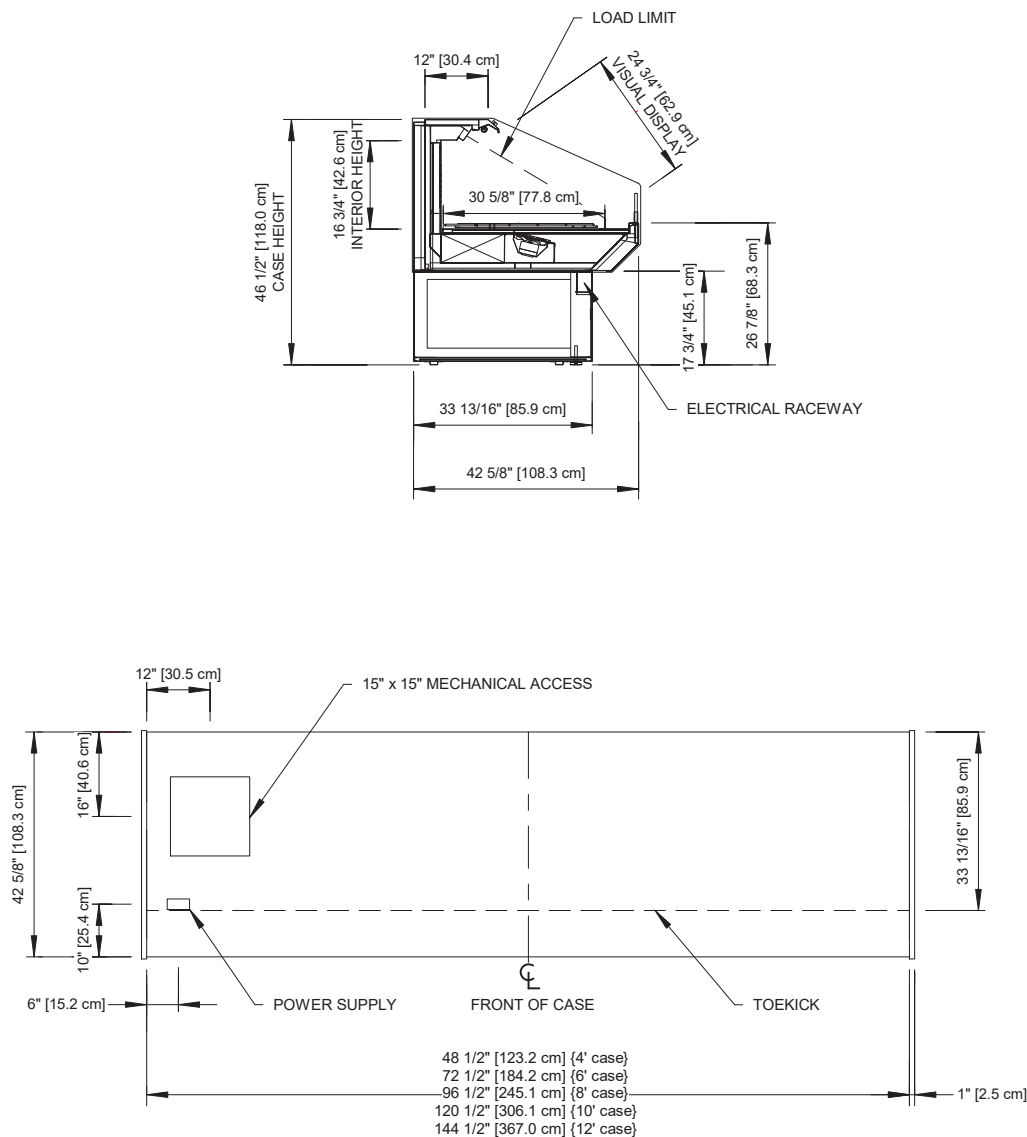 LOAD LIMIT
12" [30.4 cm]
24 3/4" [62.9 cm]
VISUAL DISPLAY
46 1/2" [118.0 cm]
CASE HEIGHT
16 3/4" [42.6 cm]
INTERIOR HEIGHT
30 5/8" [77.8 cm]
17 3/4" [45.1 cm]
26 7/8" [68.3 cm]
33 13/16" [85.9 cm]
ELECTRICAL RACEWAY
42 5/8" [108.3 cm]
12" [30.5 cm]
15" x 15" MECHANICAL ACCESS
42 5/8" [108.3 cm]
16" [40.6 cm]
33 13/16" [85.9 cm]
10" [25.4 cm]
6" [15.2 cm]
POWER SUPPLY
CL
FRONT OF CASE
TOEKICK
48 1/2" [123.2 cm] {4' case}
72 1/2" [184.2 cm] {6' case}
96 1/2" [245.1 cm] {8' case}
1" [2.5 cm]
120 1/2" [306.1 cm] {10' case}
144 1/2" [367.0 cm] {12' case}